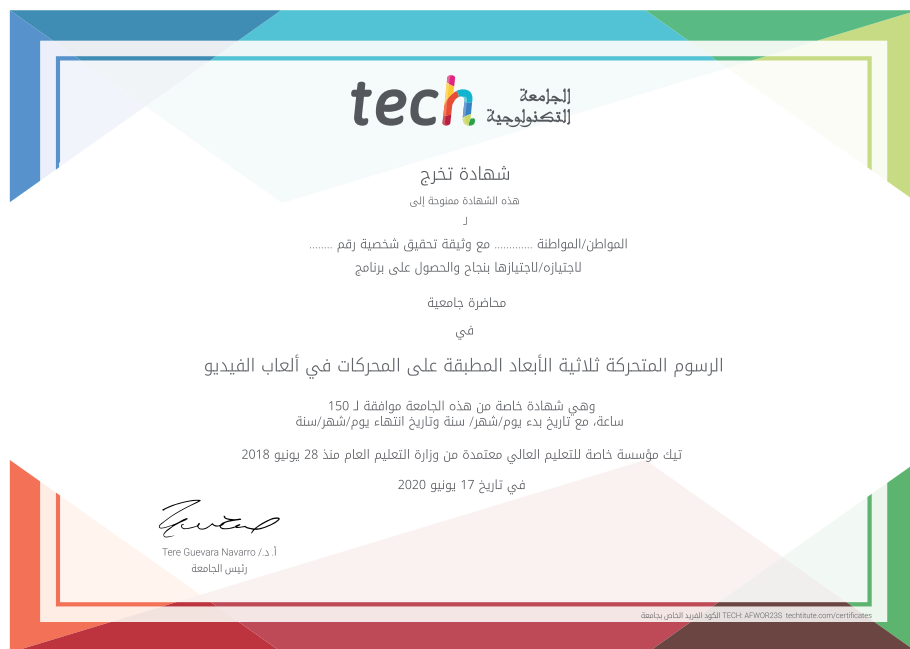 tech الجامعة
التكنولوجية
شهادة تخرج
هذه الشهادة ممنوحة إلى
لـ
المواطن/المواطنة ............. مع وثيقة تحقيق شخصية رقم ........
لاجتيازه/لاجتيازها بنجاح والحصول على برنامج
محاضرة جامعية
في
الرسوم المتحركة ثلاثية الأبعاد المطبقة على المحركات في ألعاب الفيديو
وهي شهادة خاصة من هذه الجامعة موافقة لـ 150
ساعة، مع تاريخ بدء يوم/شهر/ سنة وتاريخ انتهاء يوم/شهر/سنة
تيك مؤسسة خاصة للتعليم العالي معتمدة من وزارة التعليم العام منذ 28 يونيو 2018
في تاريخ 17 يونيو 2020
أ.د./ Tere Guevara Navarro
رئيس الجامعة
الكود الفريد الخاص بجامعة TECH: AFWOR23S techtitute.com/certificates